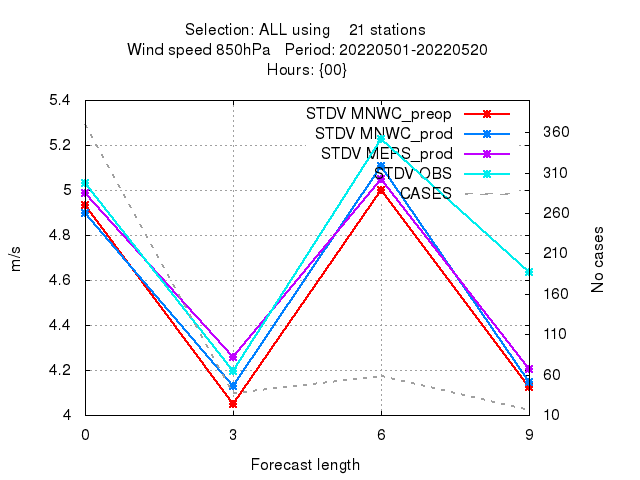 Selection: ALL using    21 stations
Wind speed 850hPa   Period: 20220501-20220520
Hours: {00}
STDV MNWC_preop
STDV MNWC_prod
STDV MEPS_prod
STDV OBS
CASES
5.4
5.2
5
4.8
4.6
4.4
4.2
4
m/s
360
310
260
210
160
110
60
10
No cases
0 3 6 9
Forecast length